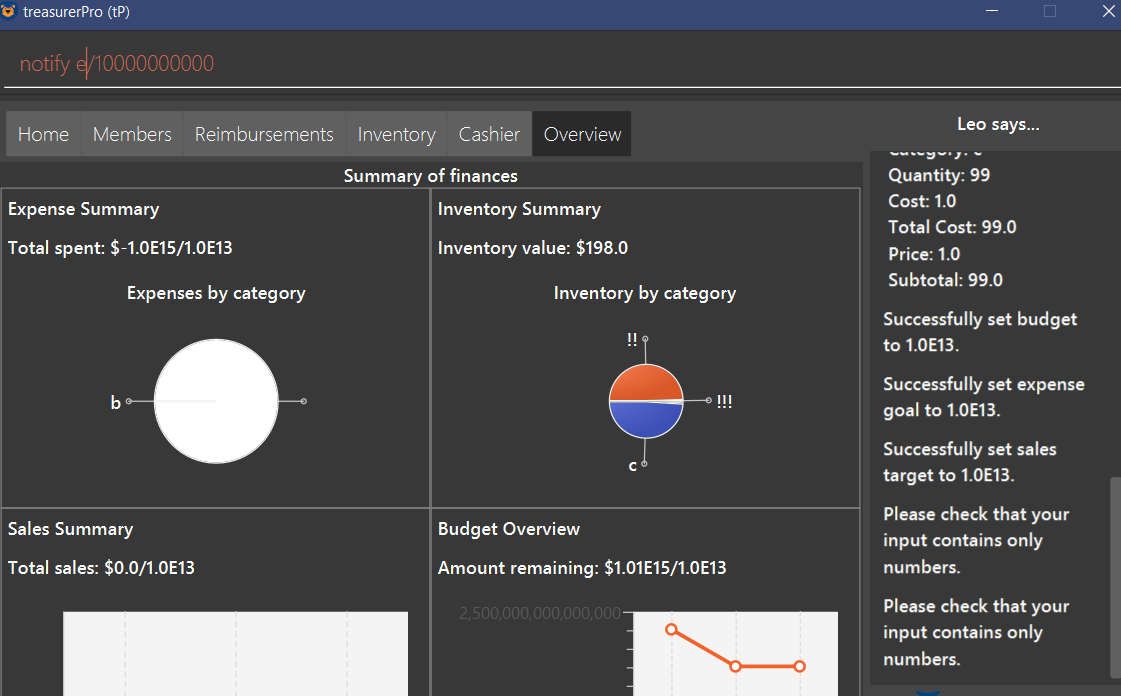 treasurerPro (tP)
notify e/10000000000
Home Members Reimbursements Inventory Cashier Overview
Summary of finances
Expense Summary
Total spent: $-1.0E15/1.0E13
Expenses by category
b
Inventory Summary
Inventory value: $198.0
Inventory by category
!!
!!!
c
Sales Summary
Total sales: $0.0/1.0E13
Budget Overview
Amount remaining: $1.01E15/1.0E13
2,500,000,000,000,000
Leo says...
Category: c
Quantity: 99
Cost: 1.0
Total Cost: 99.0
Price: 1.0
Subtotal: 99.0
Successfully set budget
to 1.0E13.
Successfully set expense
goal to 1.0E13.
Successfully set sales
target to 1.0E13.
Please check that your
input contains only
numbers.
Please check that your
input contains only
numbers.